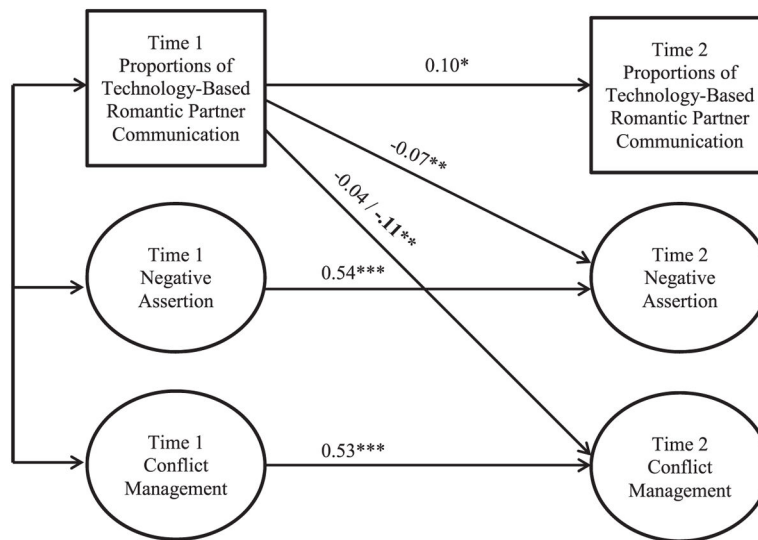 Time 1
Proportions of
Technology-Based
Romantic Partner
Communication
0.10*
Time 2
Proportions of
Technology-Based
Romantic Partner
Communication
-0.07**
-0.04 / -.11**
Time 1
Negative
Assertion
0.54***
Time 2
Negative
Assertion
Time 1
Conflict
Management
0.53***
Time 2
Conflict
Management